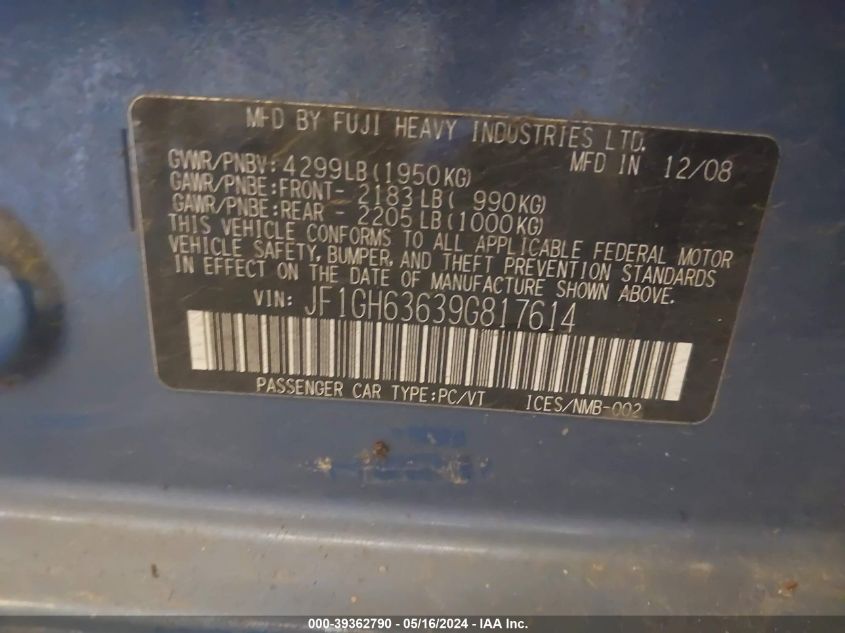 MFD BY FUJI HEAVY INDUSTRIES LTD.
GVWR/PNBV:4299LB(1950KG) MFD IN 12/08
GAWR/PNBE:FRONT- 2183LB( 990KG)
GAWR/PNBE:REAR - 2205LB(1000KG)
THIS VEHICLE CONFORMS TO ALL APPLICABLE FEDERAL MOTOR
VEHICLE SAFETY, BUMPER, AND THEFT PREVENTION STANDARDS
IN EFFECT ON THE DATE OF MANUFACTURE SHOWN ABOVE.
VIN: JF1GH63639G817614
PASSENGER CAR TYPE:PC/VT ICES/NMB-002
000-39362790 - 05/16/2024 - IAA Inc.